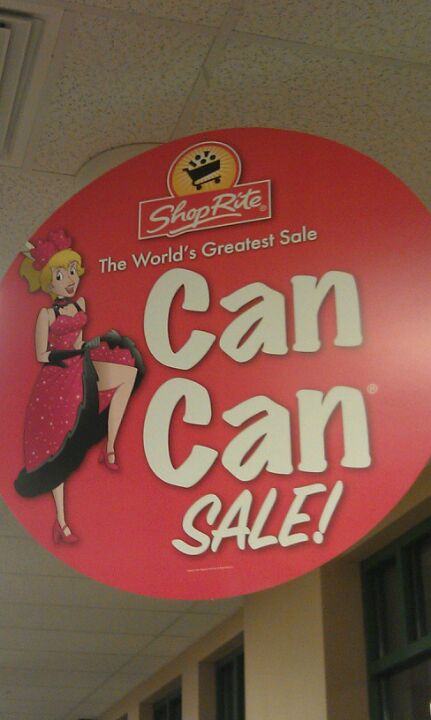 ShopRite®
The World's Greatest Sale
Can
Can®
SALE!